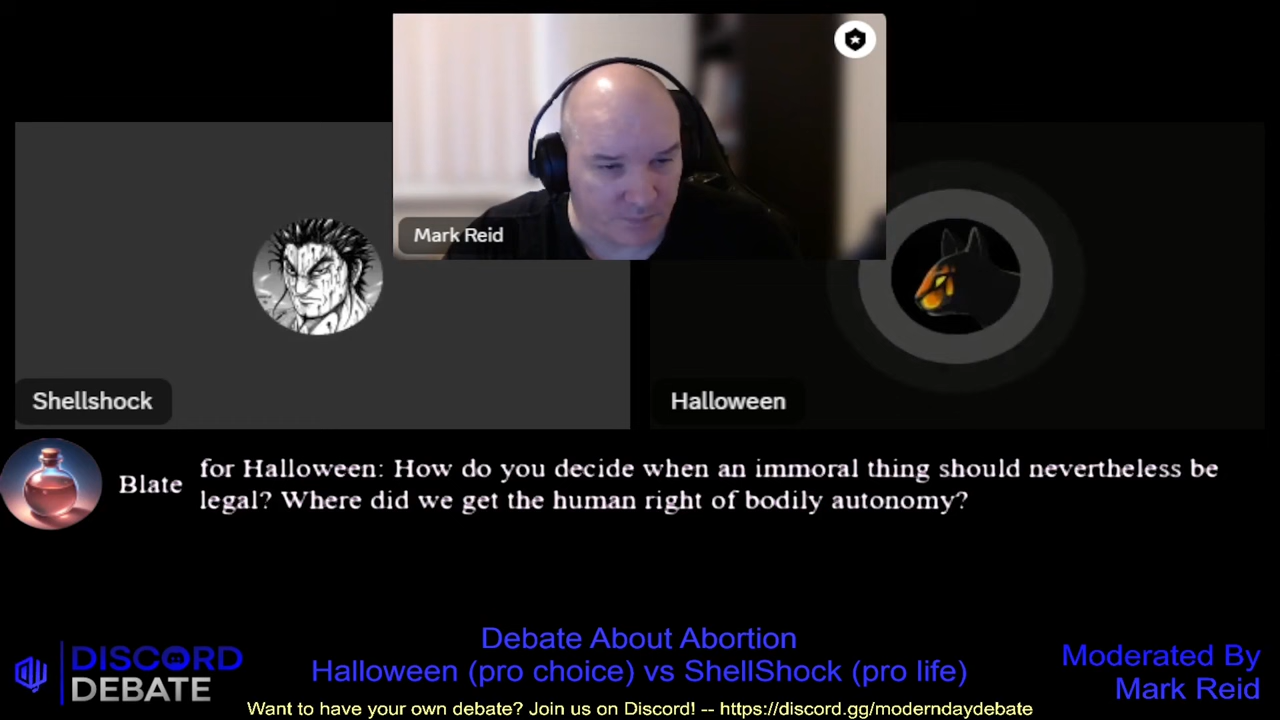 Mark Reid
Shellshock
Halloween
Blate
for Halloween: How do you decide when an immoral thing should nevertheless be
legal? Where did we get the human right of bodily autonomy?
Debate About Abortion
Halloween (pro choice) vs ShellShock (pro life)
DISCORD
DEBATE
Moderated By
Mark Reid
Want to have your own debate? Join us on Discord! -- https://discord.gg/moderndaydebate